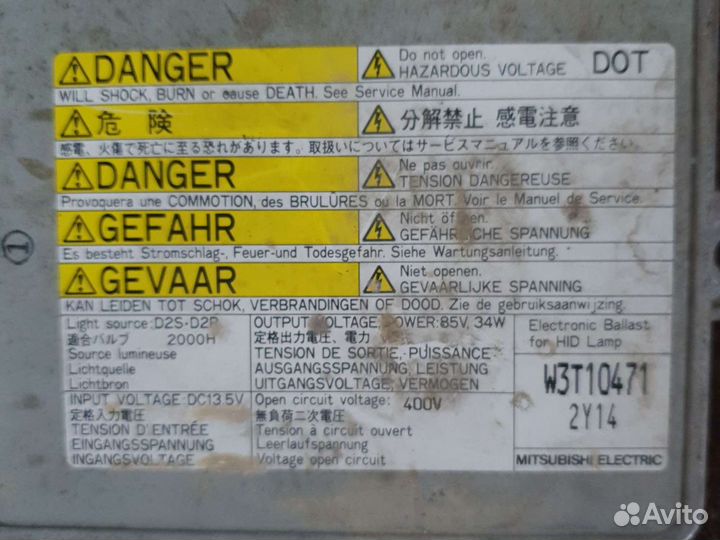 DANGER
Do not open.
HAZARDOUS VOLTAGE
DOT
WILL SHOCK, BURN or cause DEATH. See Service Manual.
危険
分解禁止 感電注意
感電、火傷で死亡に至る恐れがあります。取扱いについてはサービスマニュアルを参照ください。
DANGER
Ne pas ouvrir.
TENSION DANGEREUSE
Provoquera une COMMOTION, des BRULÛRES ou la MORT. Voir le Manuel de Service.
GEFAHR
Nicht öffnen.
GEFÄHRLICHE SPANNUNG
Es besteht Stromschlag-, Feuer-und Todesgefahr. Siehe Wartungsanleitung.
GEVAAR
Niet openen.
GEVAARLIJKE SPANNING
KAN LEIDEN TOT SCHOK, VERBRANDINGEN OF DOOD. Zie de gebruiksaanwijzing.
1
Light source:D2S-D2R
適合バルブ 2000H
Source lumineuse
Lichtquelle
Lichtbron
OUTPUT VOLTAGE, POWER:85V, 34W
定格出力電圧、電力
TENSION DE SORTIE, PUISSANCE
AUSGANGSSPANNUNG, LEISTUNG
UITGANGSVOLTAGE, VERMOGEN
INPUT VOLTAGE:DC13.5V
定格入力電圧
TENSION D'ENTRÉE
EINGANGSSPANNUNG
INGANGSVOLTAGE
Open circuit voltage: 400V
無負荷二次電圧
Tension à circuit ouvert
Leerlaufspannung
Voltage open circuit
Electronic Ballast
for HID Lamp
W3T10471
2Y14
MITSUBISHI ELECTRIC
Avito